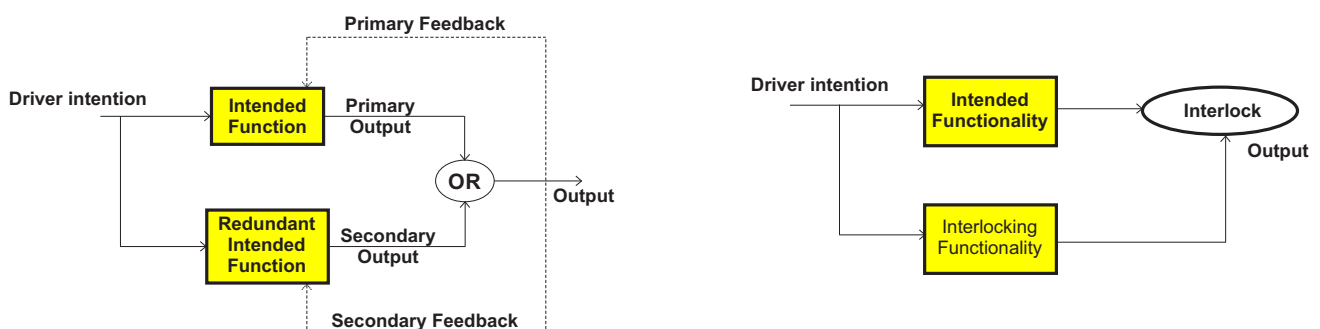 Primary Feedback
Driver intention
Intended
Function
Primary
Output
OR
Output
Redundant
Intended
Function
Secondary
Output
Secondary Feedback
Driver intention
Intended
Functionality
Interlock
Output
Interlocking
Functionality